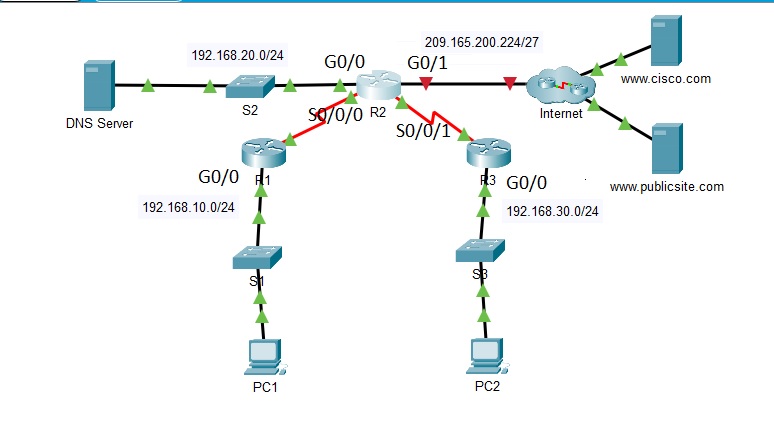 192.168.20.0/24
209.165.200.224/27
G0/0
G0/1
www.cisco.com
DNS Server
S2
R2
Internet
S0/0/0
S0/0/1
R1
R3
G0/0
G0/0
www.publicsite.com
192.168.10.0/24
192.168.30.0/24
S1
S3
PC1
PC2